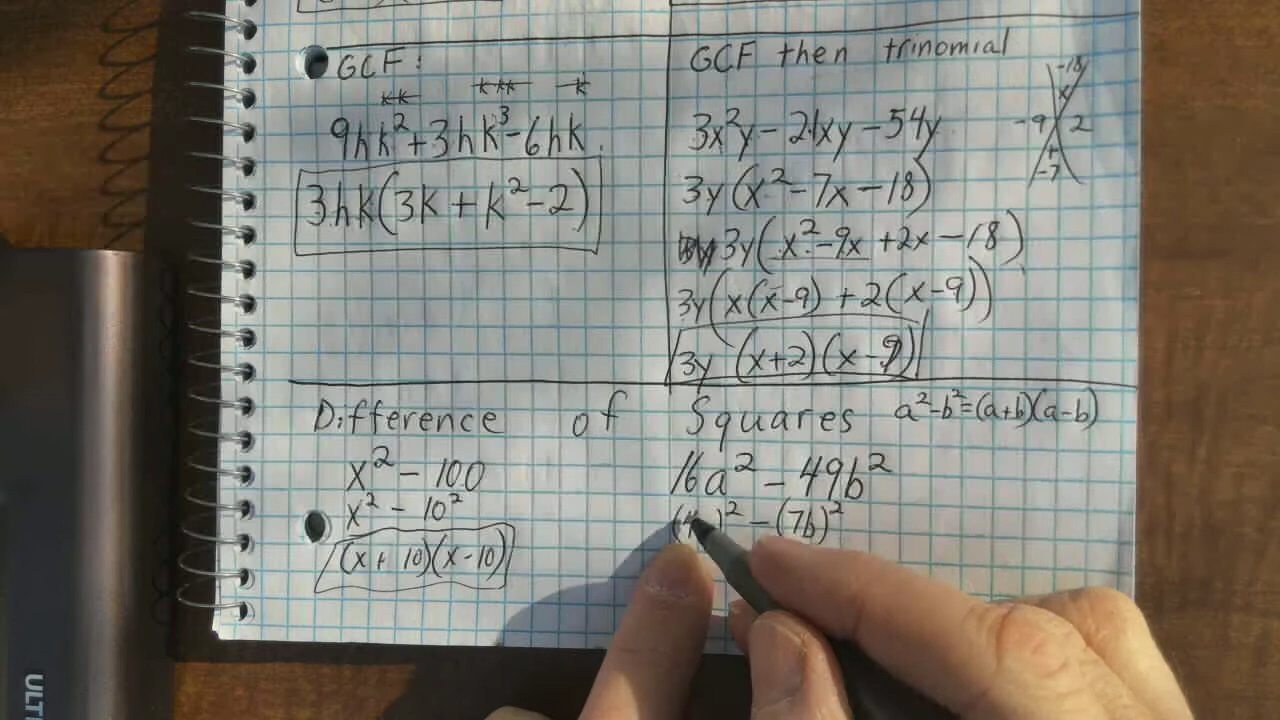 GCF:
9hk²+3hk³-6hk
3hk(3k+k²-2)
GCF then trinomial
3x²y-21xy-54y
3y(x²-7x-18)
3y(x²-9x+2x-18)
3y(x(x-9)+2(x-9))
3y (x+2)(x-9)
-18
x
-9 2
+
-7
Difference of Squares a²-b²=(a+b)(a-b)
x²-100
x²-10²
(x+10)(x-10)
16a²-49b²
(4 )²-(7b)²
ULT